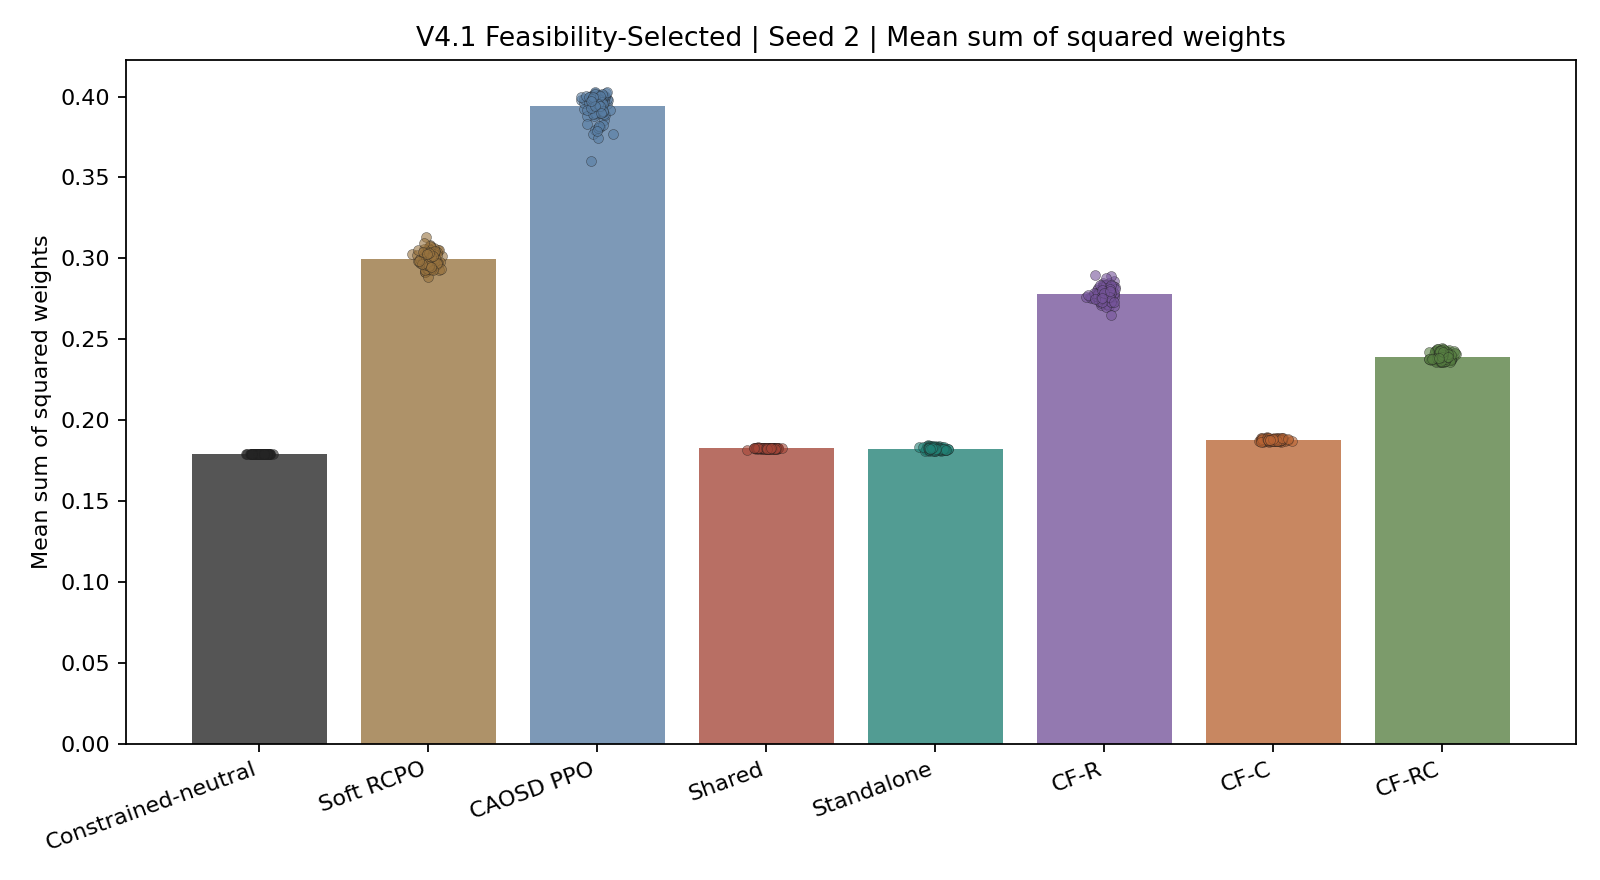 V4.1 Feasibility-Selected | Seed 2 | Mean sum of squared weights
Mean sum of squared weights
0.40
0.35
0.30
0.25
0.20
0.15
0.10
0.05
0.00
Constrained-neutral
Soft RCPO
CAOSD PPO
Shared
Standalone
CF-R
CF-C
CF-RC